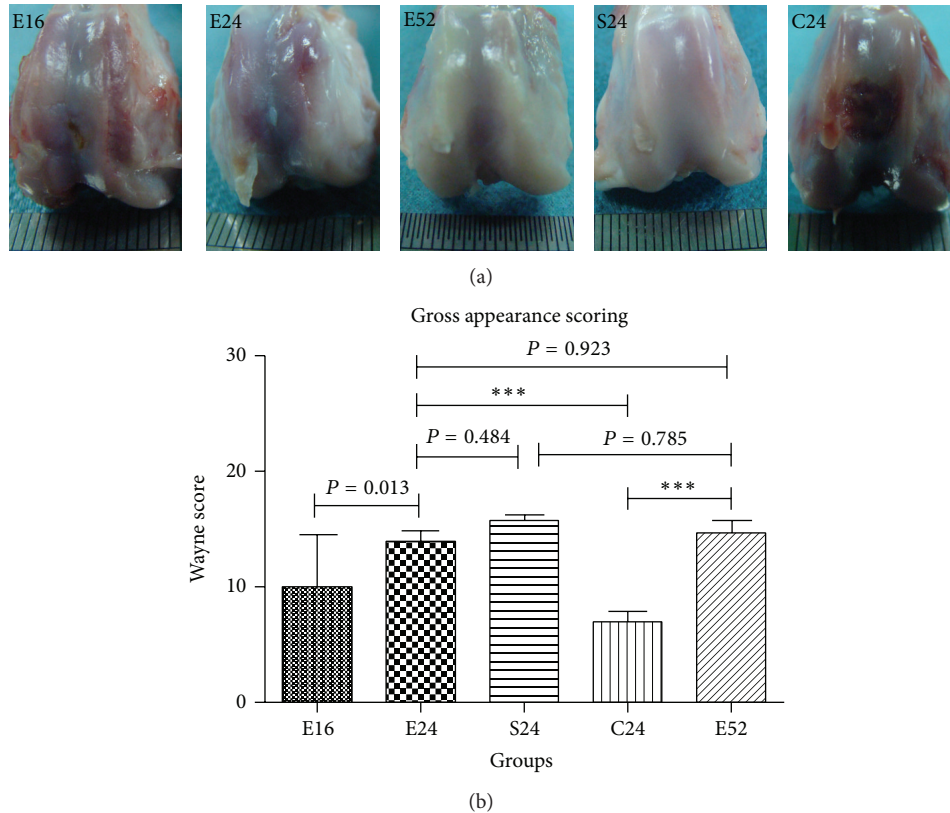 E16 E24 E52 S24 C24
(a)
Gross appearance scoring
30
P = 0.923
***
P = 0.484
P = 0.785
20
P = 0.013
***
Wayne score
10
0
E16 E24 S24 C24 E52
Groups
(b)